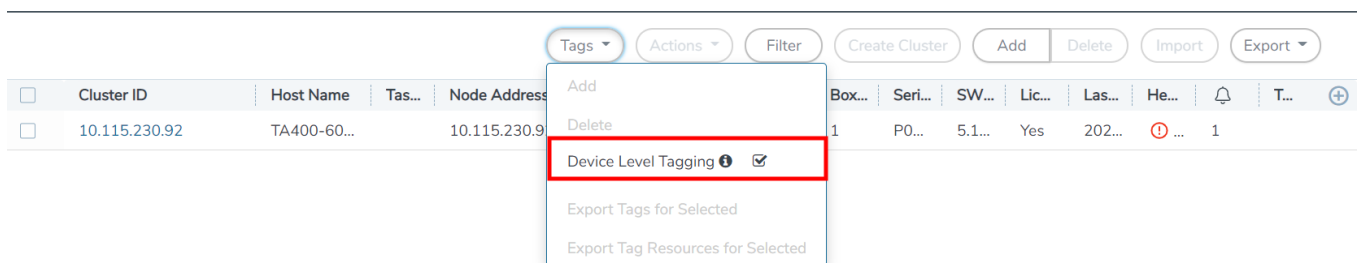 Tags Actions Filter Create Cluster Add Delete Import Export
Cluster ID Host Name Tas... Node Address Box... Seri... SW... Lic... Las... He... T...
10.115.230.92 TA400-60... 10.115.230.9 1 P0... 5.1... Yes 202... ... 1
Add
Delete
Device Level Tagging
Export Tags for Selected
Export Tag Resources for Selected